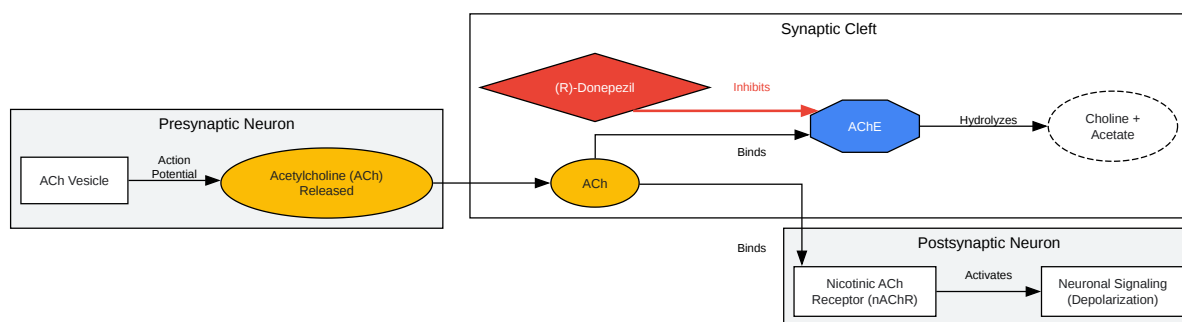 Synaptic Cleft
(R)-Donepezil
Inhibits
Presynaptic Neuron
AChE
Hydrolyzes
Choline +
Acetate
ACh Vesicle
Action
Potential
Acetylcholine (ACh)
Released
ACh
Binds
Binds
Postsynaptic Neuron
Nicotinic ACh
Receptor (nAChR)
Activates
Neuronal Signaling
(Depolarization)